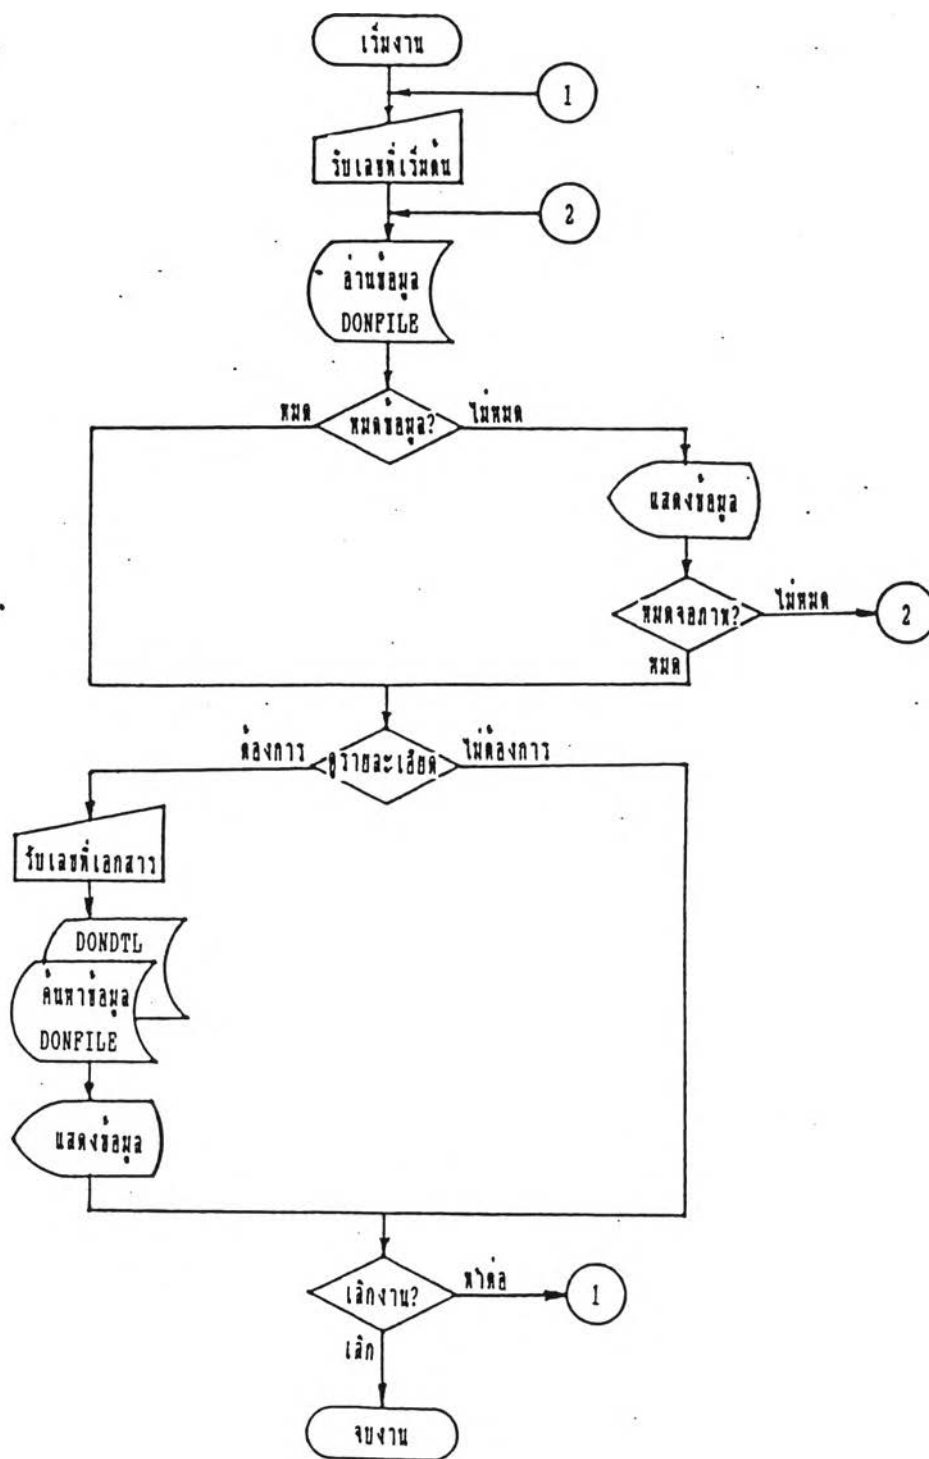 เริ่มงาน
1
รับเลขที่เริ่มต้น
2
อ่านข้อมูล
DONFILE
หมด
หมดข้อมูล?
ไม่หมด
แสดงข้อมูล
หมดจอภาพ?
ไม่หมด
2
หมด
ต้องการ
ดูรายละเอียด
ไม่ต้องการ
รับเลขที่เอกสาร
DONDTL
ค้นหาข้อมูล
DONFILE
แสดงข้อมูล
เลิกงาน?
ทำต่อ
1
เลิก
จบงาน